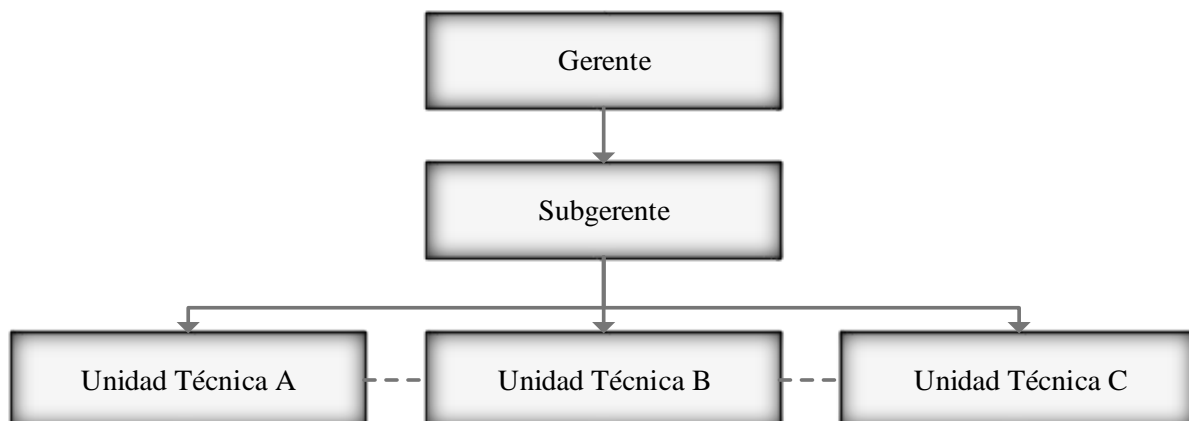 Gerente
Subgerente
Unidad Técnica A
Unidad Técnica B
Unidad Técnica C